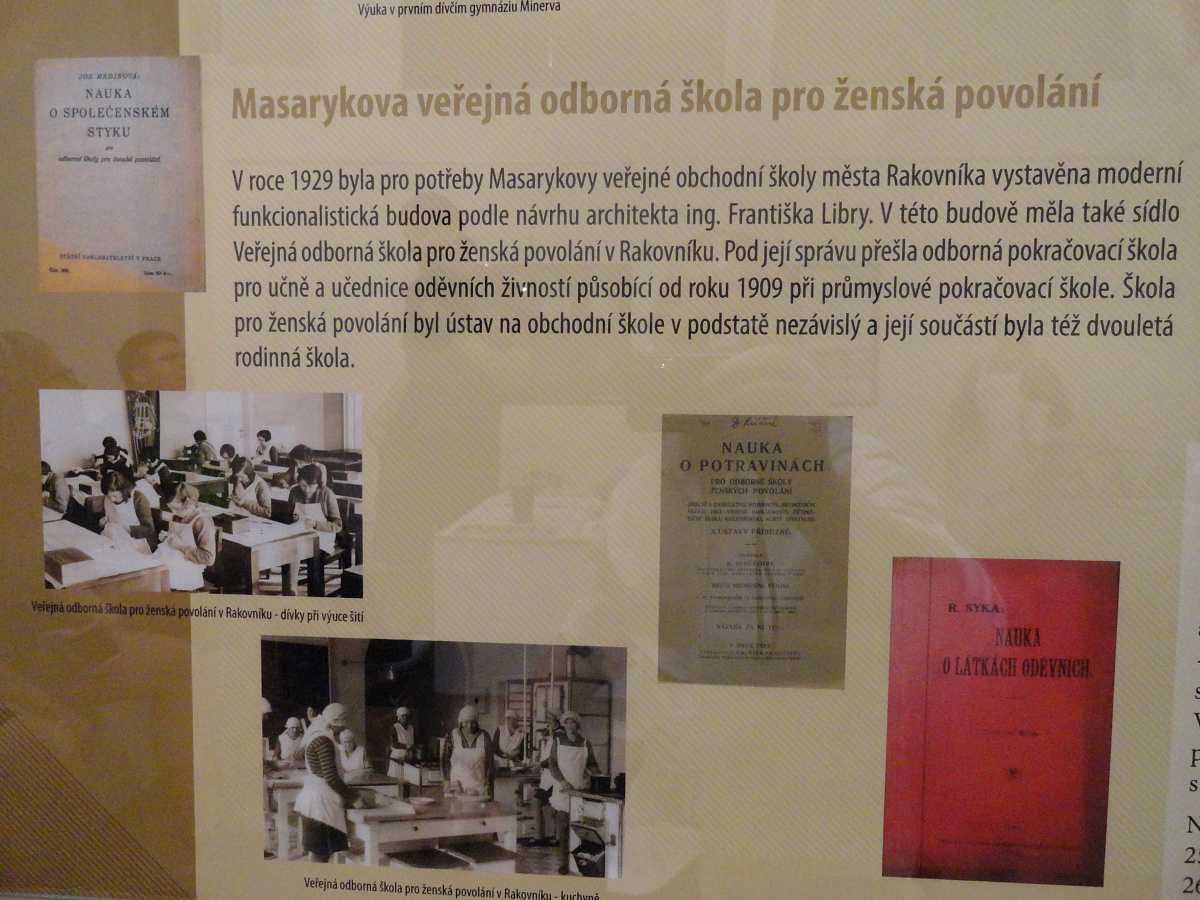 Výuka v prvním dívčím gymnáziu Minerva
JOS. HRDINOVÁ:
NAUKA
O SPOLEČENSKÉM
STYKU
pro
odborné školy pro ženská povolání.
STÁTNÍ NAKLADATELSTVÍ V PRAZE
Masarykova veřejná odborná škola pro ženská povolání
V roce 1929 byla pro potřeby Masarykovy veřejné obchodní školy města Rakovníka vystavěna moderní
funkcionalistická budova podle návrhu architekta ing. Františka Libry. V této budově měla také sídlo
Veřejná odborná škola pro ženská povolání v Rakovníku. Pod její správu přešla odborná pokračovací škola
pro učně a učednice oděvních živností působící od roku 1909 při průmyslové pokračovací škole. Škola
pro ženská povolání byl ústav na obchodní škole v podstatě nezávislý a její součástí byla též dvouletá
rodinná škola.
Veřejná odborná škola pro ženská povolání v Rakovníku - dívky při výuce šití
NAUKA
O POTRAVINÁCH
PRO ODBORNÉ ŠKOLY
ŽENSKÝCH POVOLÁNÍ
A ÚSTAVY PŘÍBUZNÉ.
R. SYKA:
NAUKA
O LÁTKÁCH ODĚVNÍCH.
Veřejná odborná škola pro ženská povolání v Rakovníku - kuchyně